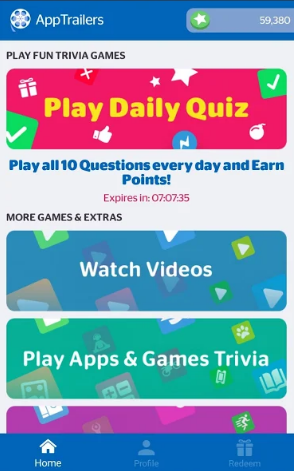 AppTrailers
59,380
PLAY FUN TRIVIA GAMES
Play Daily Quiz
Play all 10 Questions every day and Earn
Points!
Expires in: 07:07:35
MORE GAMES & EXTRAS
Watch Videos
Play Apps & Games Trivia
Home
Profile
Redeem